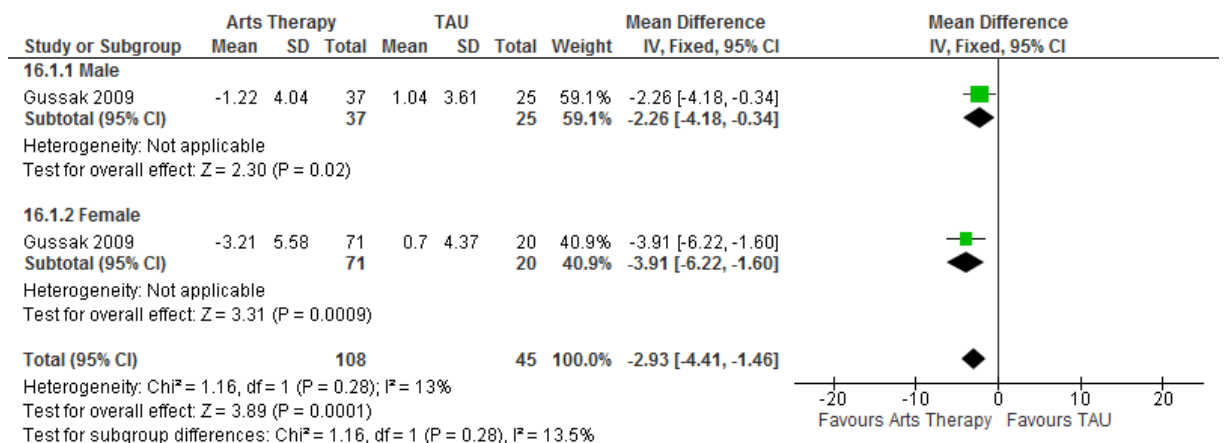 Arts Therapy TAU Mean Difference Mean Difference
Study or Subgroup Mean SD Total Mean SD Total Weight IV, Fixed, 95% CI IV, Fixed, 95% CI
16.1.1 Male
Gussak 2009 -1.22 4.04 37 1.04 3.61 25 59.1% -2.26 [-4.18, -0.34]
Subtotal (95% CI) 37 25 59.1% -2.26 [-4.18, -0.34]
Heterogeneity: Not applicable
Test for overall effect: Z = 2.30 (P = 0.02)
16.1.2 Female
Gussak 2009 -3.21 5.58 71 0.7 4.37 20 40.9% -3.91 [-6.22, -1.60]
Subtotal (95% CI) 71 20 40.9% -3.91 [-6.22, -1.60]
Heterogeneity: Not applicable
Test for overall effect: Z = 3.31 (P = 0.0009)
Total (95% CI) 108 45 100.0% -2.93 [-4.41, -1.46]
Heterogeneity: Chi² = 1.16, df = 1 (P = 0.28); I² = 13%
Test for overall effect: Z = 3.89 (P = 0.0001)
Test for subgroup differences: Chi² = 1.16, df = 1 (P = 0.28), I² = 13.5%
-20 -10 0 10 20
Favours Arts Therapy Favours TAU